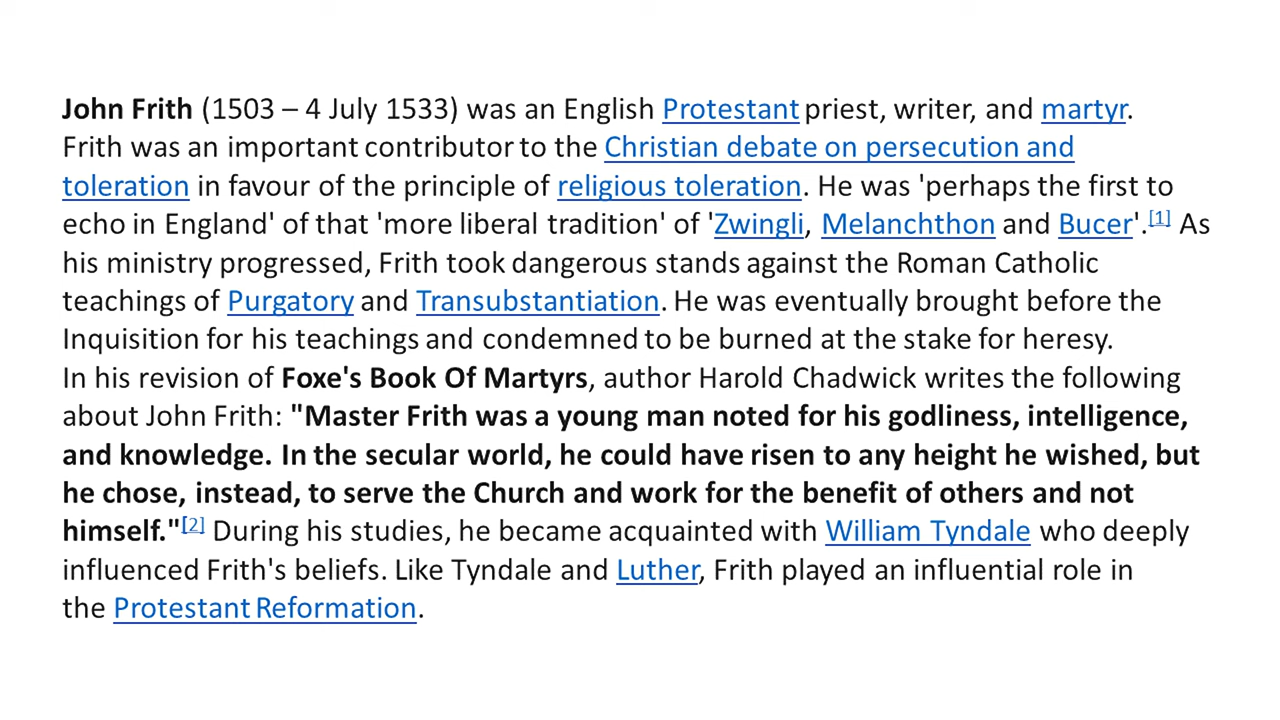 John Frith (1503 – 4 July 1533) was an English Protestant priest, writer, and martyr.
Frith was an important contributor to the Christian debate on persecution and
toleration in favour of the principle of religious toleration. He was 'perhaps the first to
echo in England' of that 'more liberal tradition' of 'Zwingli, Melanchthon and Bucer'.[1] As
his ministry progressed, Frith took dangerous stands against the Roman Catholic
teachings of Purgatory and Transubstantiation. He was eventually brought before the
Inquisition for his teachings and condemned to be burned at the stake for heresy.
In his revision of Foxe's Book Of Martyrs, author Harold Chadwick writes the following
about John Frith: "Master Frith was a young man noted for his godliness, intelligence,
and knowledge. In the secular world, he could have risen to any height he wished, but
he chose, instead, to serve the Church and work for the benefit of others and not
himself."[2] During his studies, he became acquainted with William Tyndale who deeply
influenced Frith's beliefs. Like Tyndale and Luther, Frith played an influential role in
the Protestant Reformation.